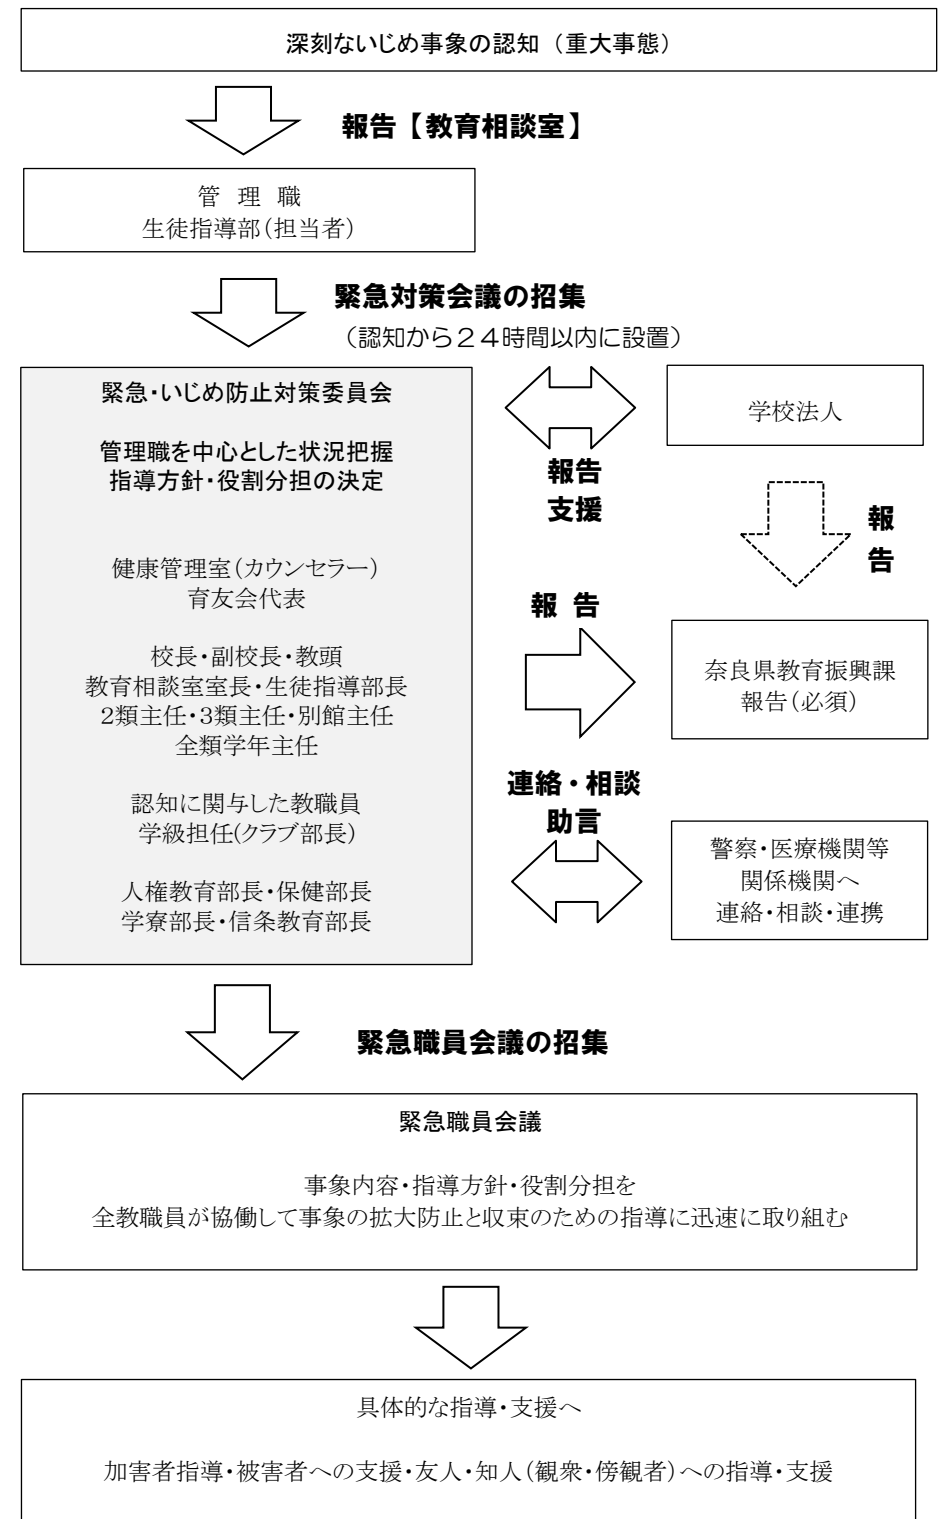 深刻ないじめ事象の認知（重大事態）
報告【教育相談室】
管　理　職
生徒指導部（担当者）
緊急対策会議の招集
（認知から２４時間以内に設置）
緊急・いじめ防止対策委員会
管理職を中心とした状況把握
指導方針・役割分担の決定
健康管理室（カウンセラー）
育友会代表
校長・副校長・教頭
教育相談室室長・生徒指導部長
2類主任・3類主任・別館主任
全類学年主任
認知に関与した教職員
学級担任(クラブ部長）
人権教育部長・保健部長
学寮部長・信条教育部長
報告
支援
学校法人
報
告
報 告
奈良県教育振興課
報告（必須）
連絡・相談
助言
警察・医療機関等
関係機関へ
連絡・相談・連携
緊急職員会議の招集
緊急職員会議
事象内容・指導方針・役割分担を
全教職員が協働して事象の拡大防止と収束のための指導に迅速に取り組む
具体的な指導・支援へ
加害者指導・被害者への支援・友人・知人（観衆・傍観者）への指導・支援